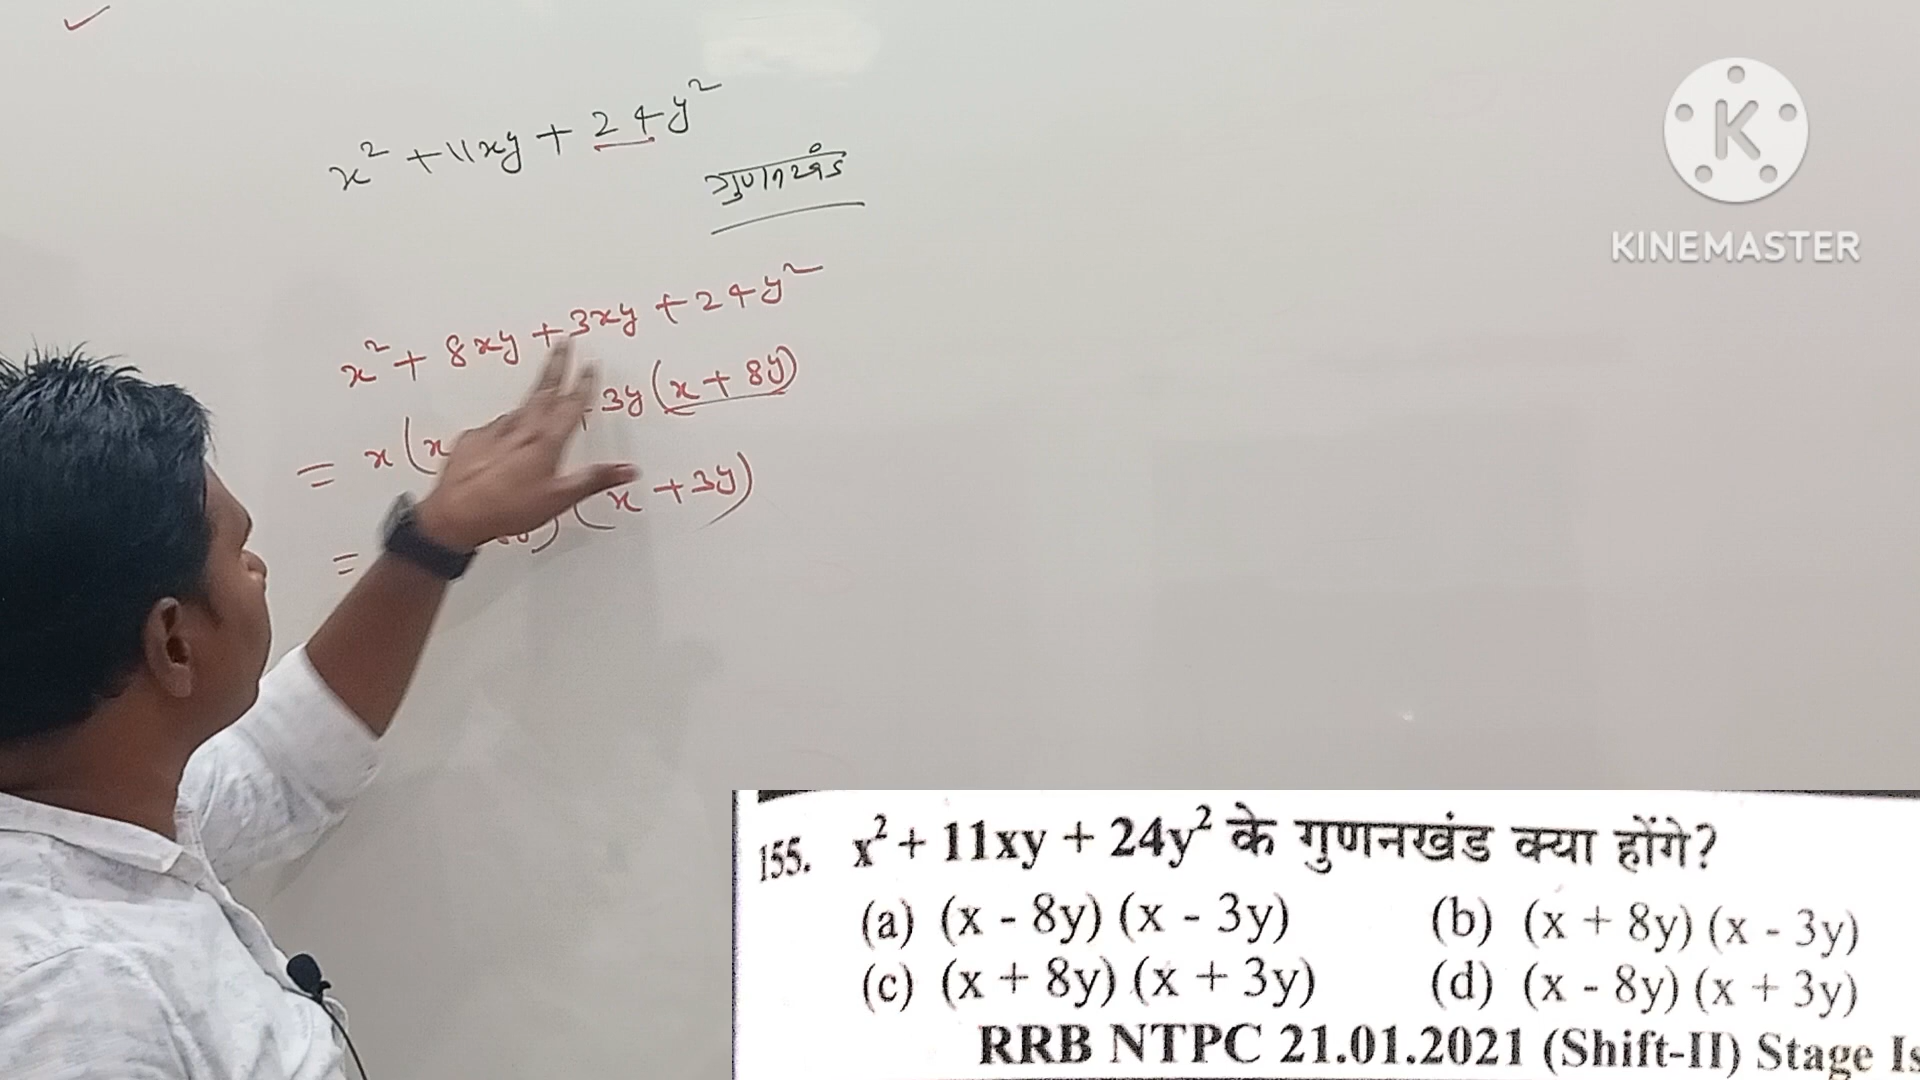 x² + 11xy + 24y²
गुणनखंड
x² + 8xy + 3xy + 24y²
= x(x + 3y(x + 8y)
= (x + 3y)
KINEMASTER
155. x² + 11xy + 24y² के गुणनखंड क्या होंगे?
(a) (x - 8y) (x - 3y) (b) (x + 8y) (x - 3y)
(c) (x + 8y) (x + 3y) (d) (x - 8y) (x + 3y)
RRB NTPC 21.01.2021 (Shift-II) Stage Is